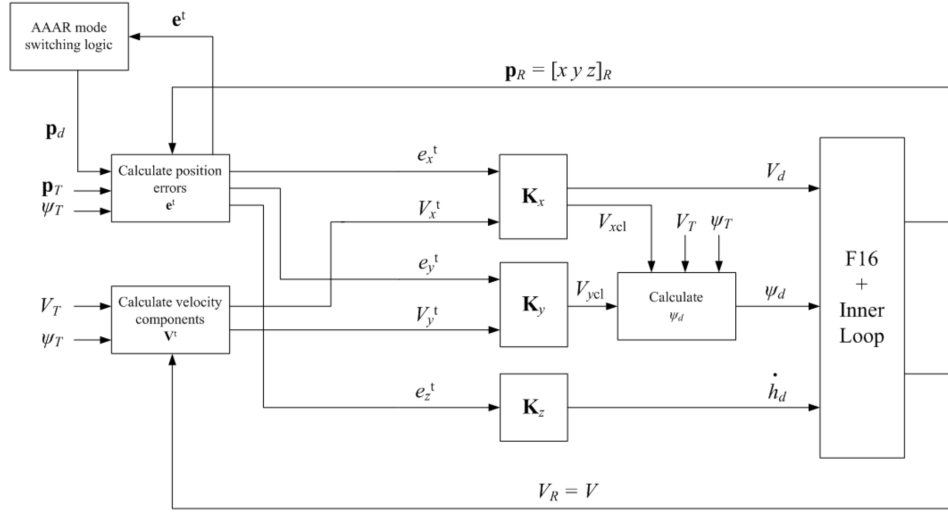 AAAR mode
switching logic
e^t
p_R = [x y z]_R
p_d
Calculate position
errors
e^t
p_T
ψ_T
e_x^t
V_x^t
K_x
V_d
V_xcl
V_T
ψ_T
e_y^t
V_y^t
K_y
V_ycl
Calculate
ψ_d
ψ_d
F16
+
Inner
Loop
V_T
ψ_T
Calculate velocity
components
V^t
e_z^t
K_z
ḣ_d
V_R = V